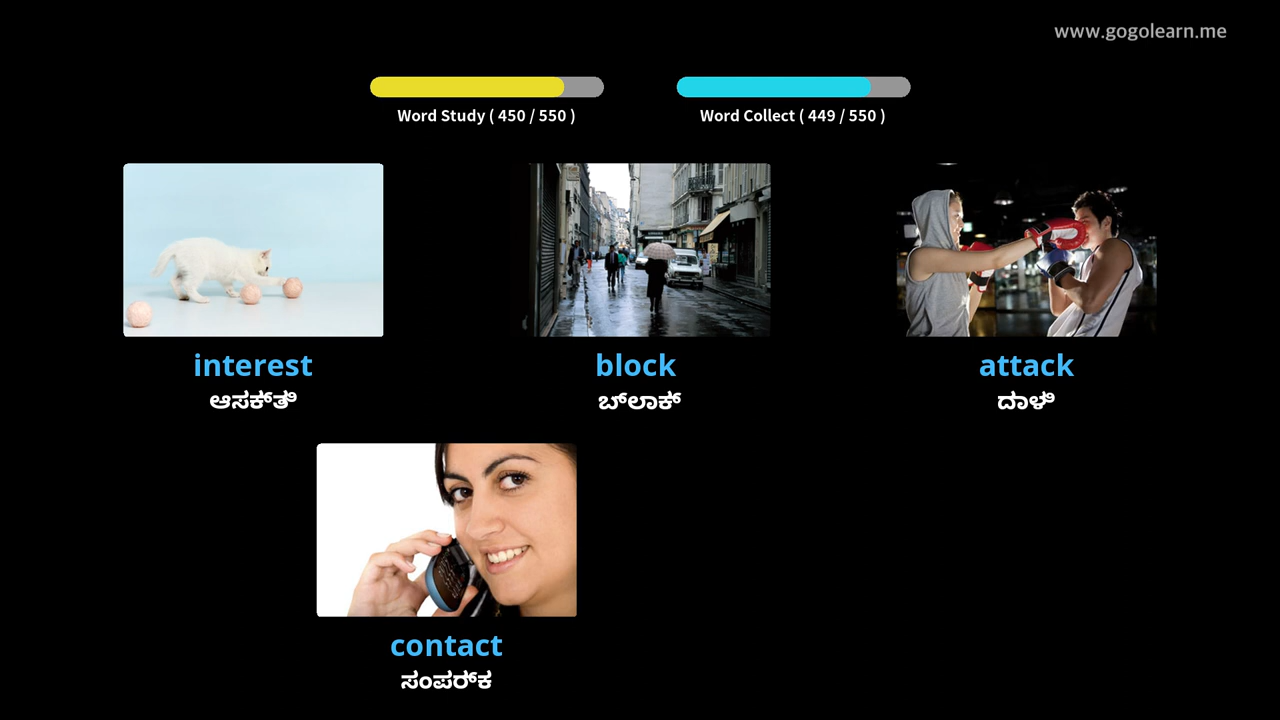 www.gogolearn.me
Word Study ( 450 / 550 )
Word Collect ( 449 / 550 )
interest
ಆಸಕ್ತಿ
block
ಬ್ಲಾಕ್
attack
ದಾಳಿ
contact
ಸಂಪರ್ಕ